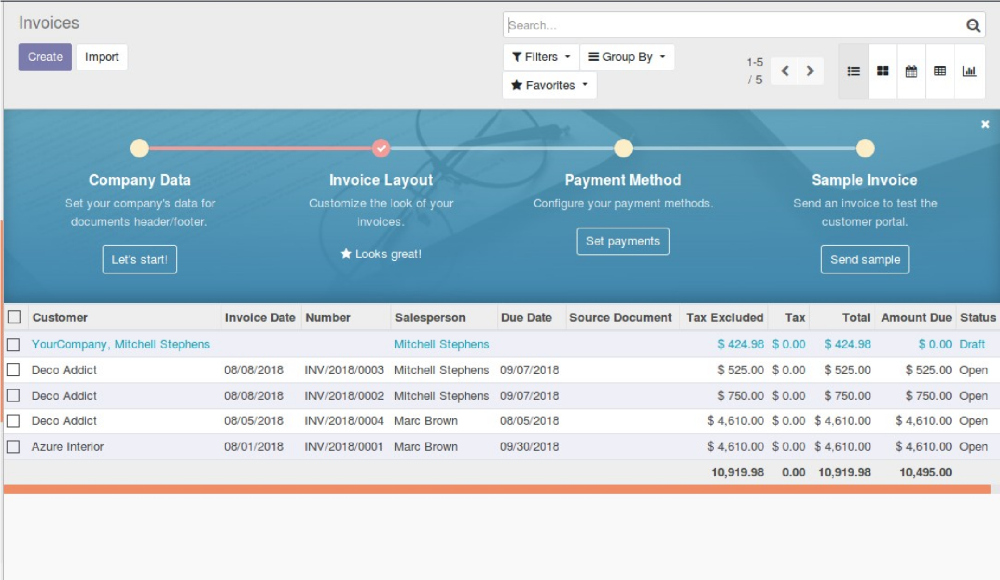 Invoices
Search...
Create Import
Filters Group By
1-5
/ 5
Favorites
Company Data Invoice Layout Payment Method Sample Invoice
Set your company's data for Customize the look of your Configure your payment methods. Send an invoice to test the
documents header/footer. invoices. customer portal.
Let's start! Looks great! Set payments Send sample
Customer Invoice Date Number Salesperson Due Date Source Document Tax Excluded Tax Total Amount Due Status
YourCompany, Mitchell Stephens Mitchell Stephens $ 424.98 $ 0.00 $ 424.98 $ 0.00 Draft
Deco Addict 08/08/2018 INV/2018/0003 Mitchell Stephens 09/07/2018 $ 525.00 $ 0.00 $ 525.00 $ 525.00 Open
Deco Addict 08/08/2018 INV/2018/0002 Mitchell Stephens 09/07/2018 $ 750.00 $ 0.00 $ 750.00 $ 750.00 Open
Deco Addict 08/05/2018 INV/2018/0004 Marc Brown 08/05/2018 $ 4,610.00 $ 0.00 $ 4,610.00 $ 4,610.00 Open
Azure Interior 08/01/2018 INV/2018/0001 Marc Brown 09/30/2018 $ 4,610.00 $ 0.00 $ 4,610.00 $ 4,610.00 Open
10,919.98 0.00 10,919.98 10,495.00